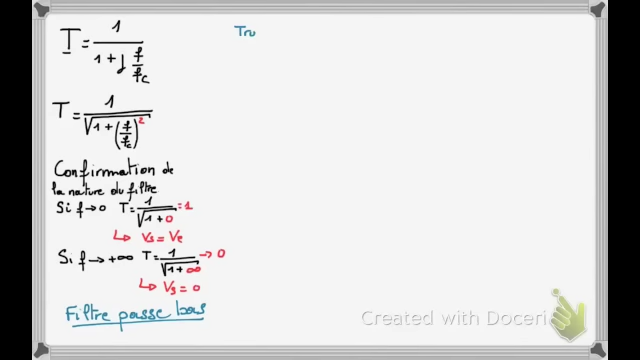 T = 1 / (1 + j f/fc)
T = 1 / √(1 + (f/fc)²)
Confirmation de
la nature du filtre
Si f → 0 T = 1/√(1+0) = 1
↳ Vs = Ve
Si f → +∞ T = 1/√(1+∞) → 0
↳ Vs = 0
Filtre passe bas
Tru
Created with Doceri